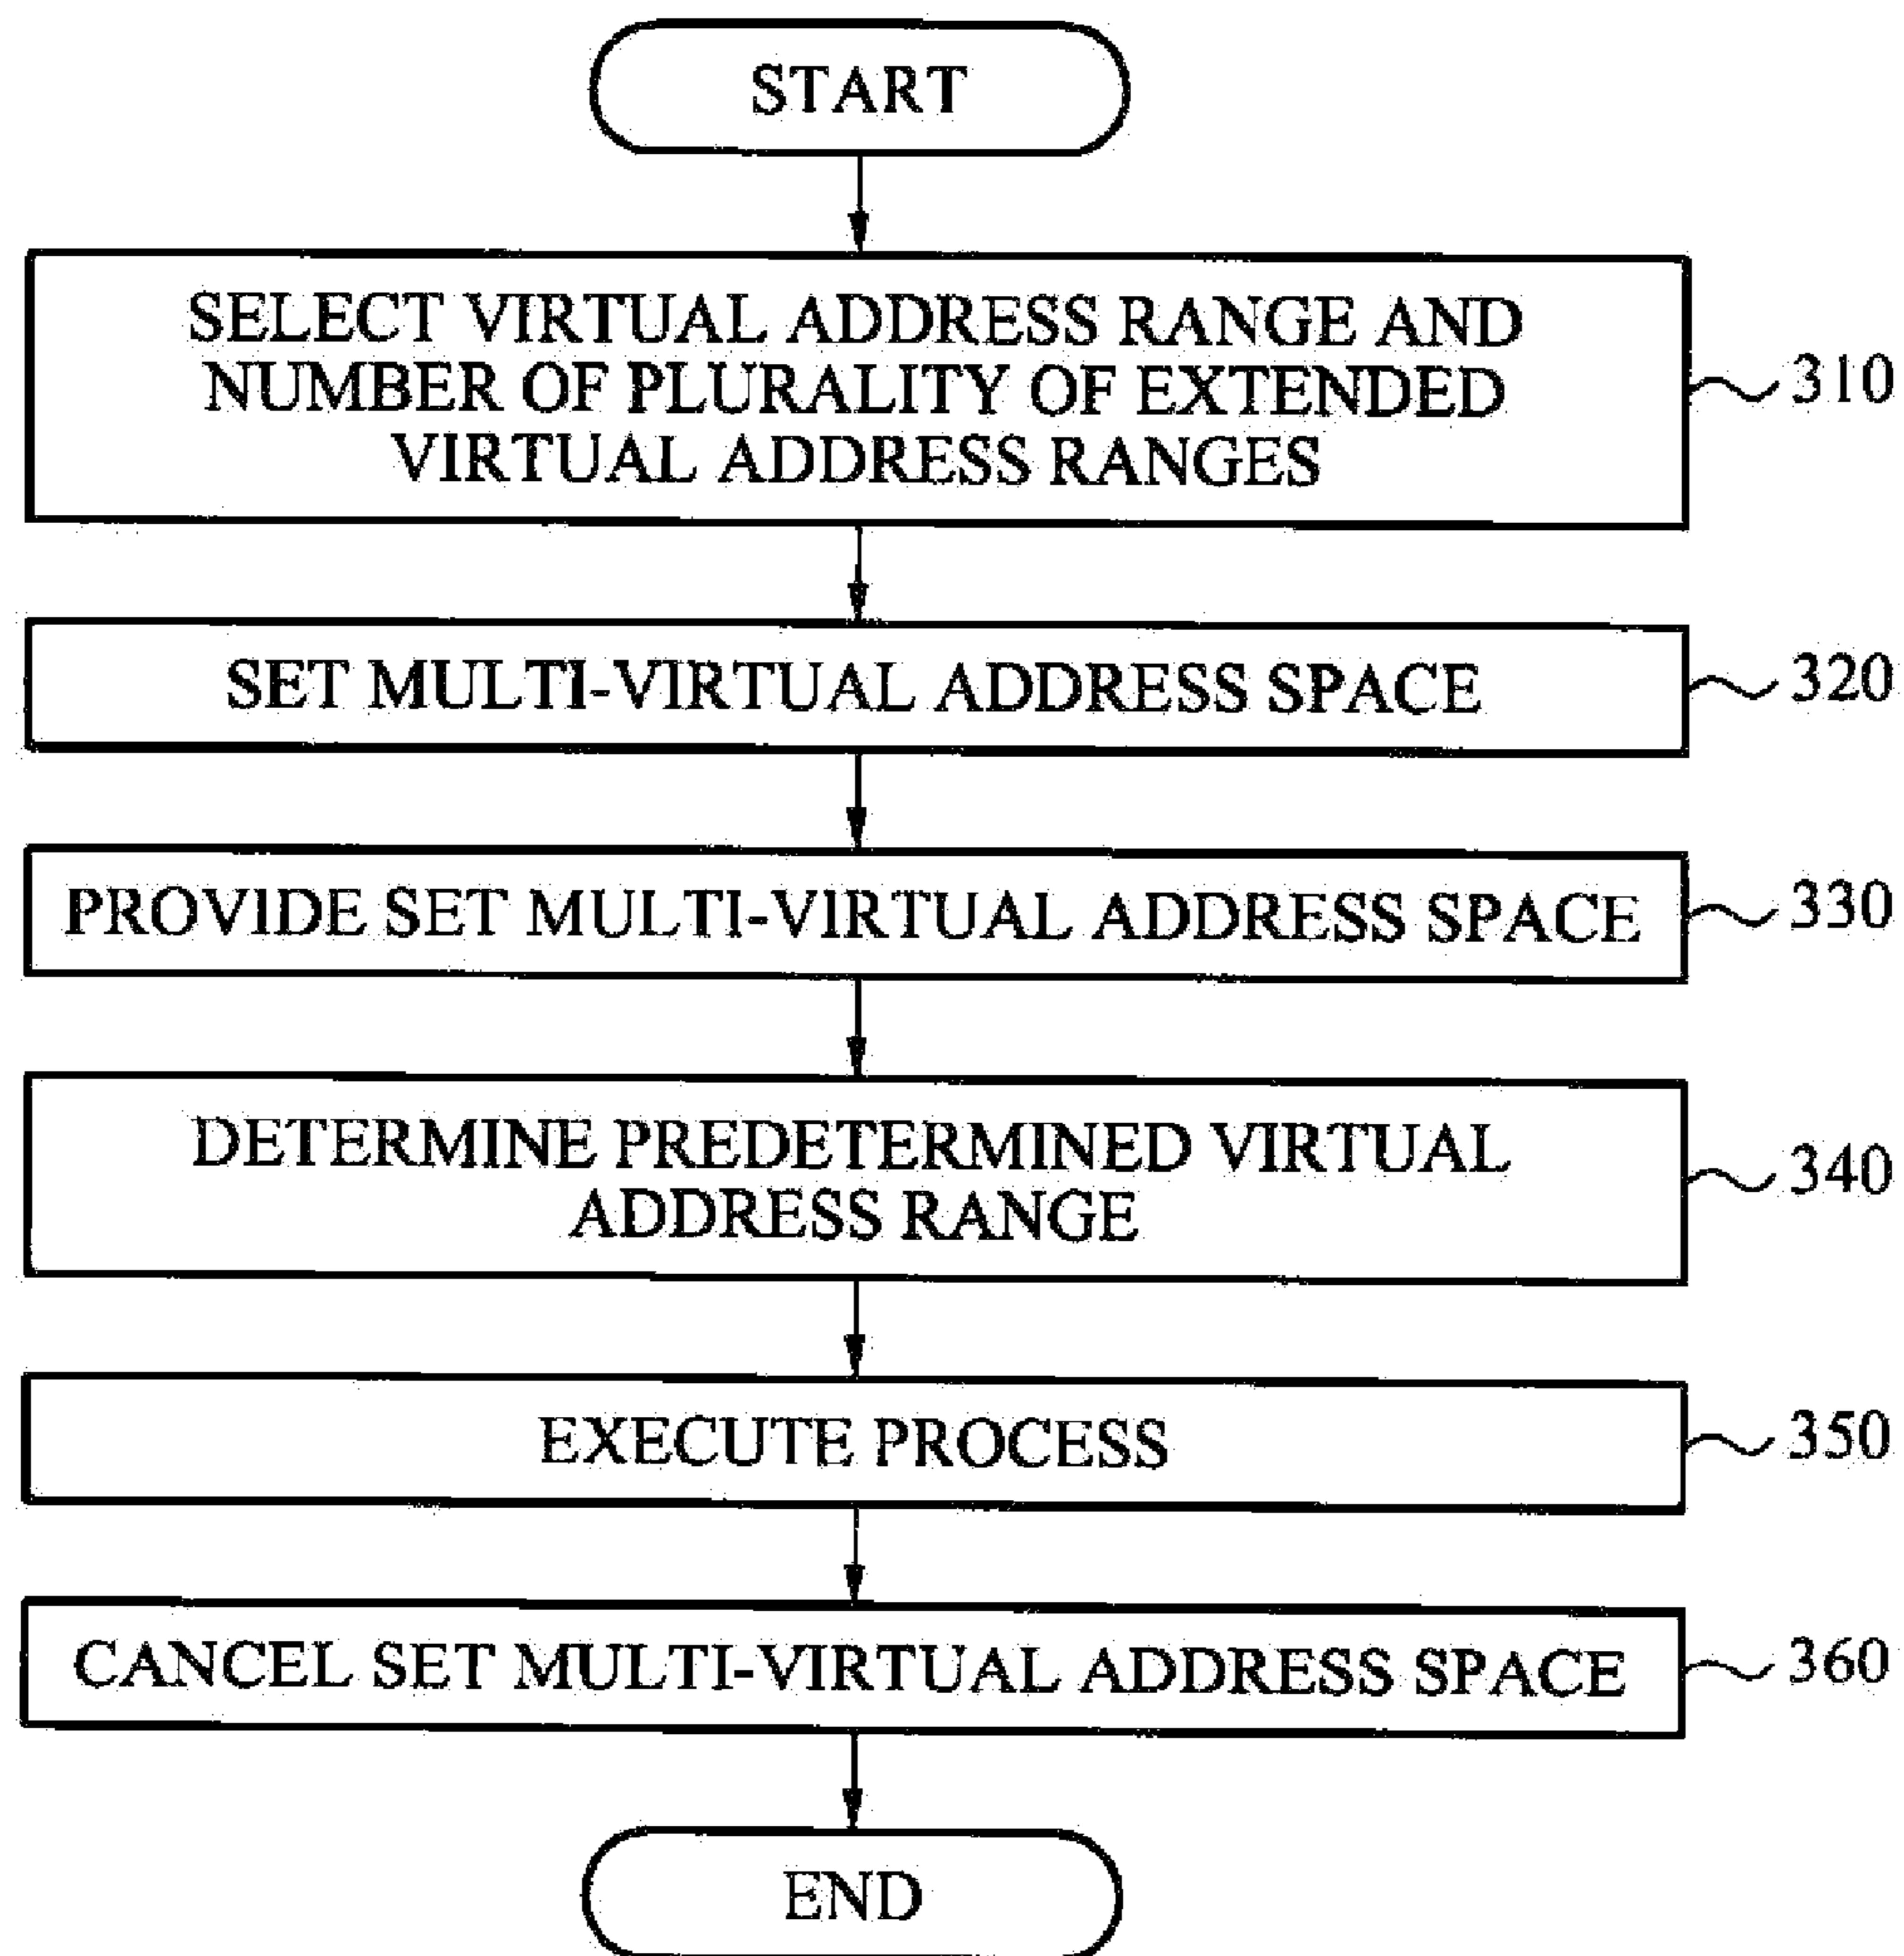 START
SELECT VIRTUAL ADDRESS RANGE AND
NUMBER OF PLURALITY OF EXTENDED
VIRTUAL ADDRESS RANGES
310
SET MULTI-VIRTUAL ADDRESS SPACE
320
PROVIDE SET MULTI-VIRTUAL ADDRESS SPACE
330
DETERMINE PREDETERMINED VIRTUAL
ADDRESS RANGE
340
EXECUTE PROCESS
350
CANCEL SET MULTI-VIRTUAL ADDRESS SPACE
360
END